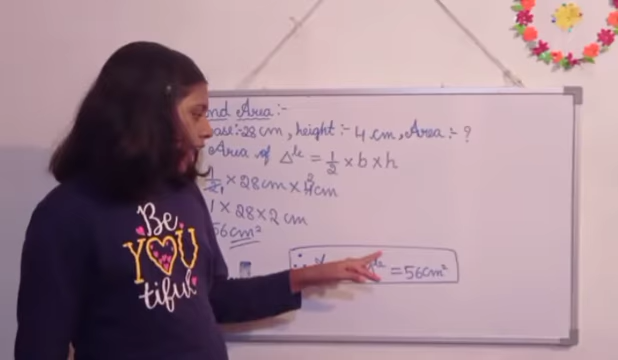 nd Area :-
ase:-28 cm, height :- 4 cm, Area :- ?
Area of Δle = 1/2 × b × h
1/2 × 28 cm × 4 2 cm
1 × 28 × 2 cm
56 cm²
∴ = 56 cm²
Be
YOU
tiful